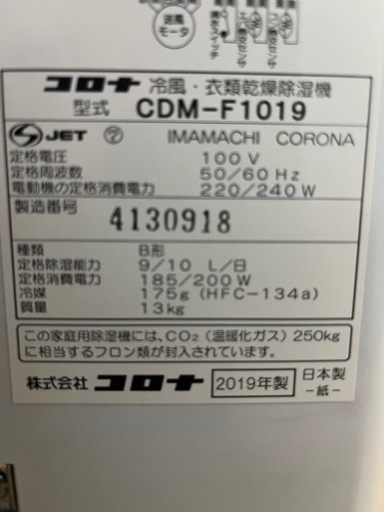 送風
モータ
コロナ 冷風・衣類乾燥除湿機
型式 CDM-F1019
S JET IMAMACHI CORONA
定格電圧 100V
定格周波数 50/60Hz
電動機の定格消費電力 220/240W
製造番号 4130918
種類 B形
定格除湿能力 9/10 L/日
定格消費電力 185/200W
冷媒 175g (HFC-134a)
質量 13kg
この家庭用除湿機には、CO₂（温暖化ガス）250kg
に相当するフロン類が封入されています。
株式会社 コロナ 2019年製 日本製
-紙-